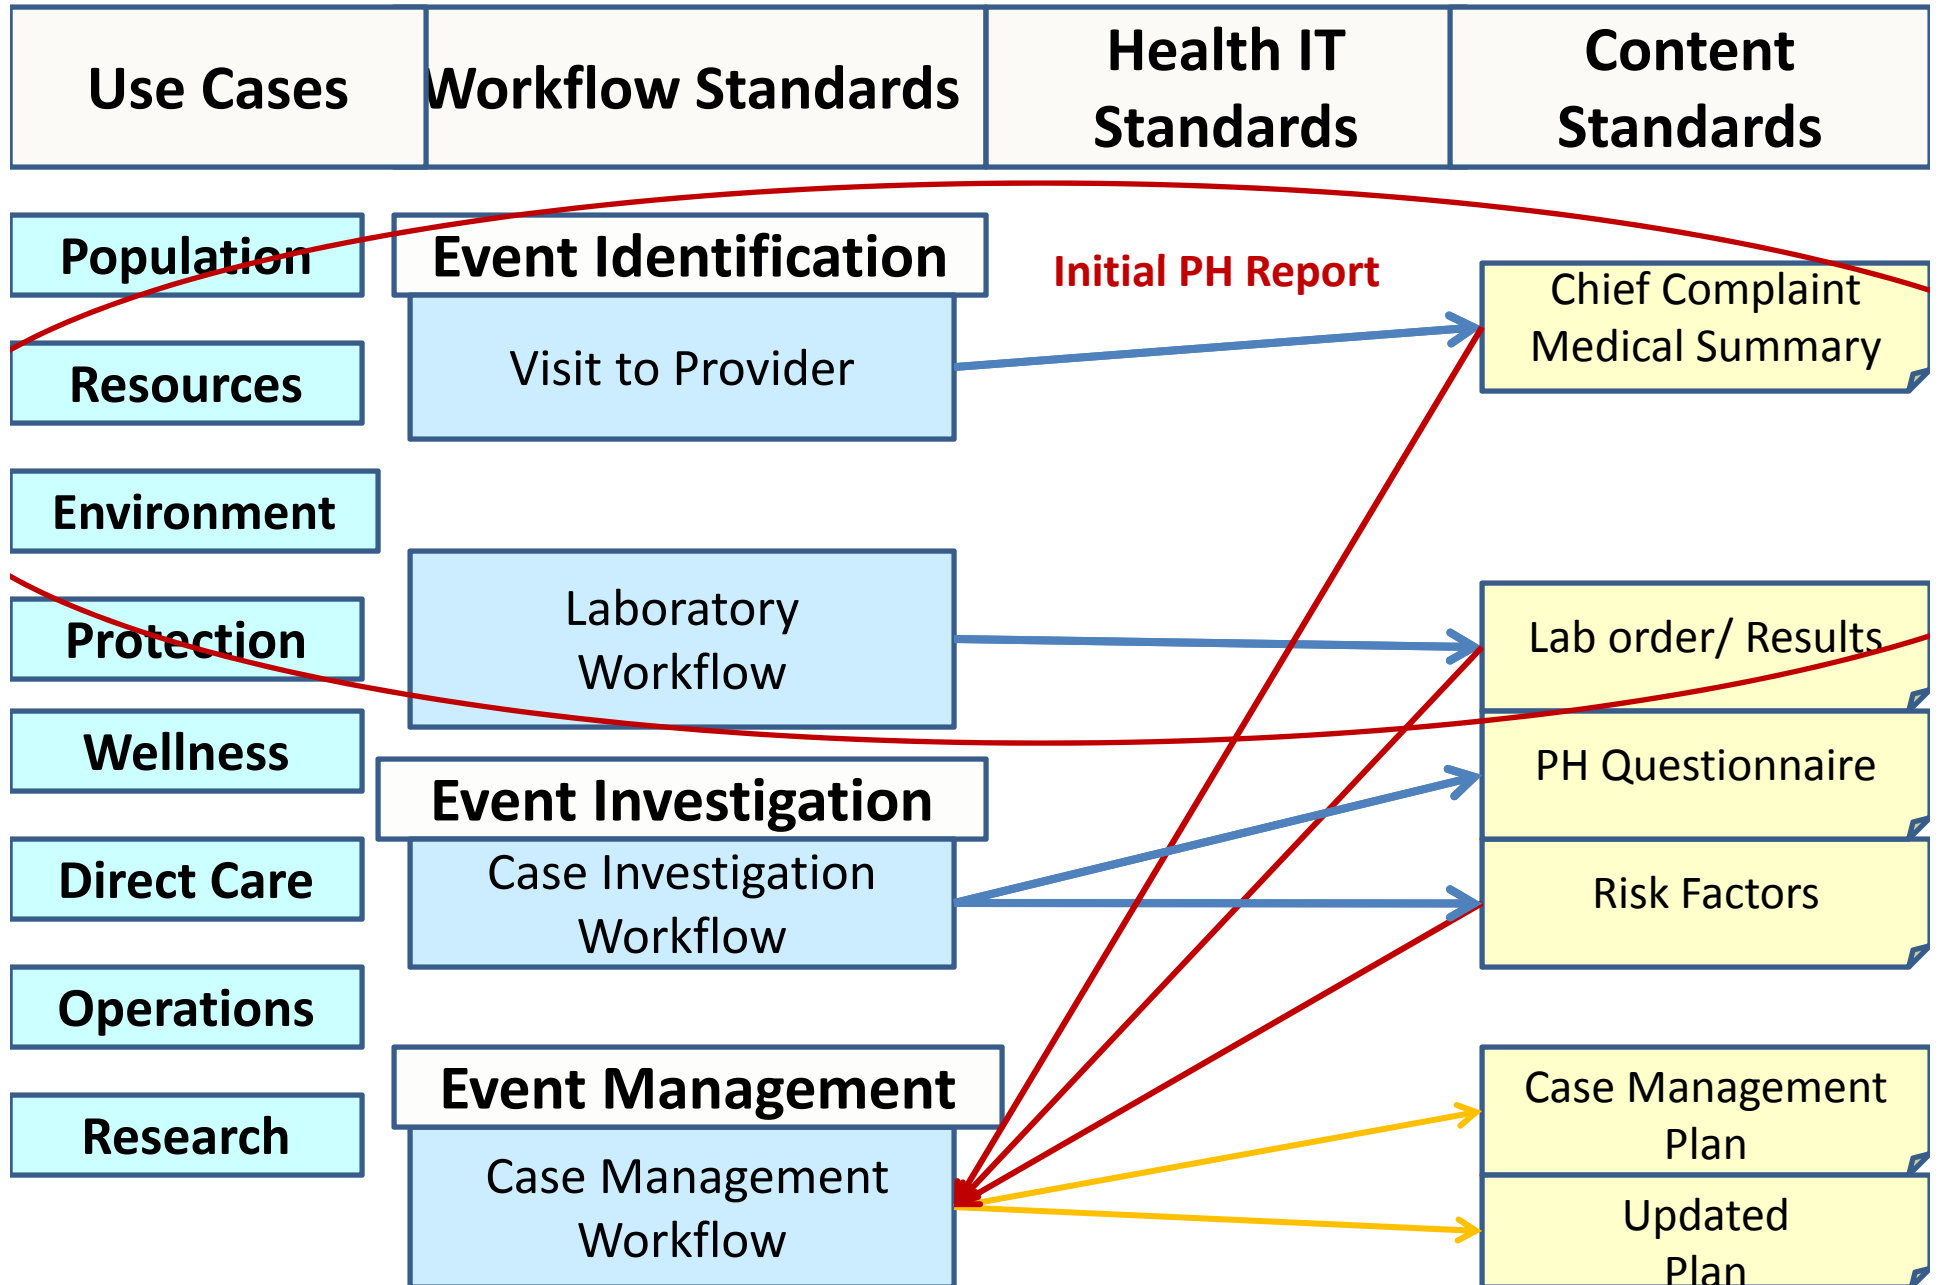 Use Cases
Workflow Standards
Health IT
Standards
Content
Standards
Population
Resources
Environment
Protection
Wellness
Direct Care
Operations
Research
Event Identification
Visit to Provider
Laboratory
Workflow
Event Investigation
Case Investigation
Workflow
Event Management
Case Management
Workflow
Initial PH Report
Chief Complaint
Medical Summary
Lab order/ Results
PH Questionnaire
Risk Factors
Case Management
Plan
Updated
Plan